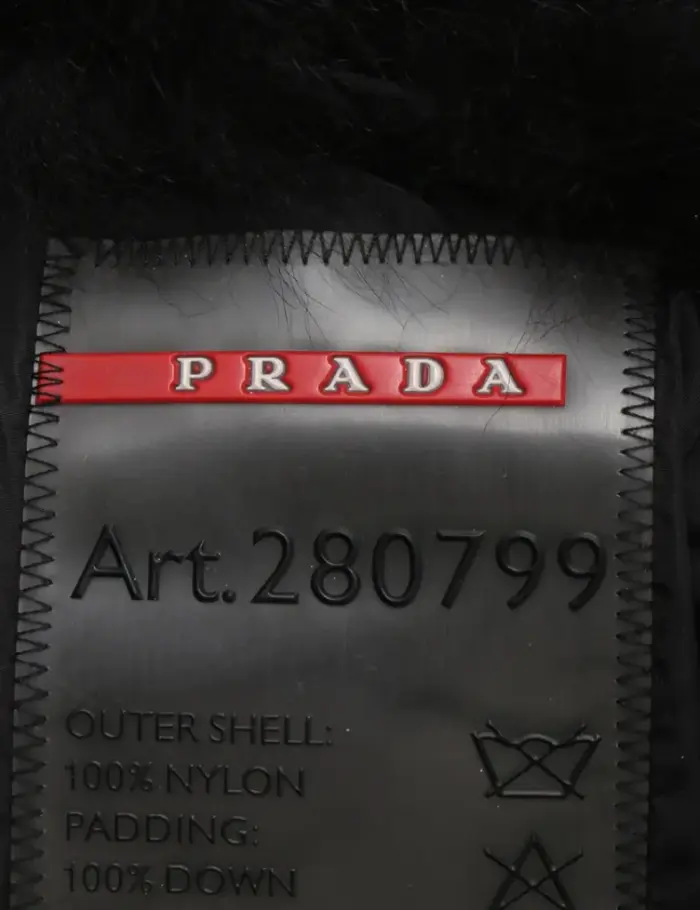 PRADA
Art.280799
OUTER SHELL:
100% NYLON
PADDING:
100% DOWN